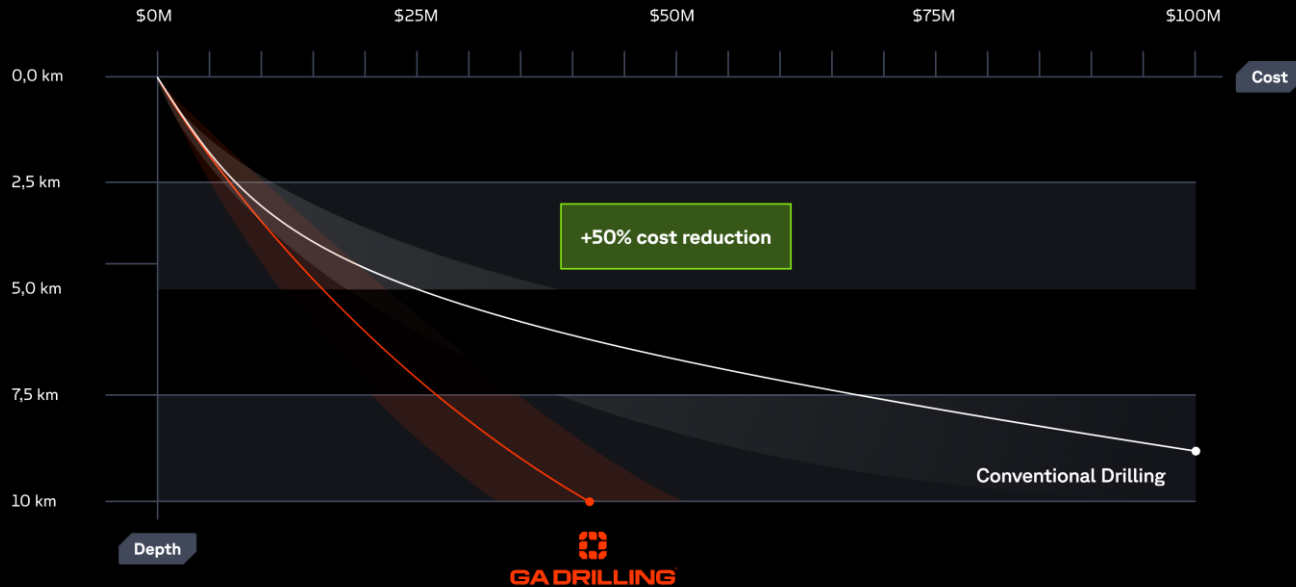 $0M $25M $50M $75M $100M
0,0 km
Cost
2,5 km
+50% cost reduction
5,0 km
7,5 km
Conventional Drilling
10 km
Depth
GA DRILLING